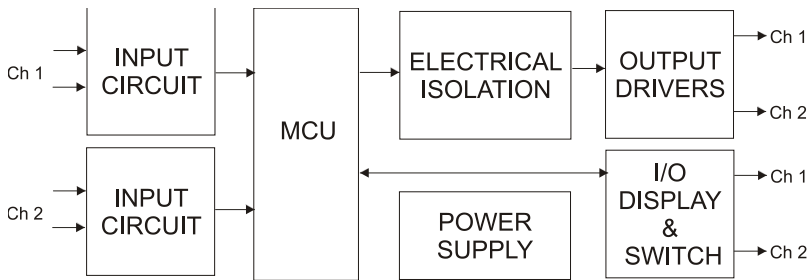 Ch 1
INPUT
CIRCUIT
Ch 2
INPUT
CIRCUIT
MCU
ELECTRICAL
ISOLATION
OUTPUT
DRIVERS
Ch 1
Ch 2
POWER
SUPPLY
I/O
DISPLAY
&
SWITCH
Ch 1
Ch 2